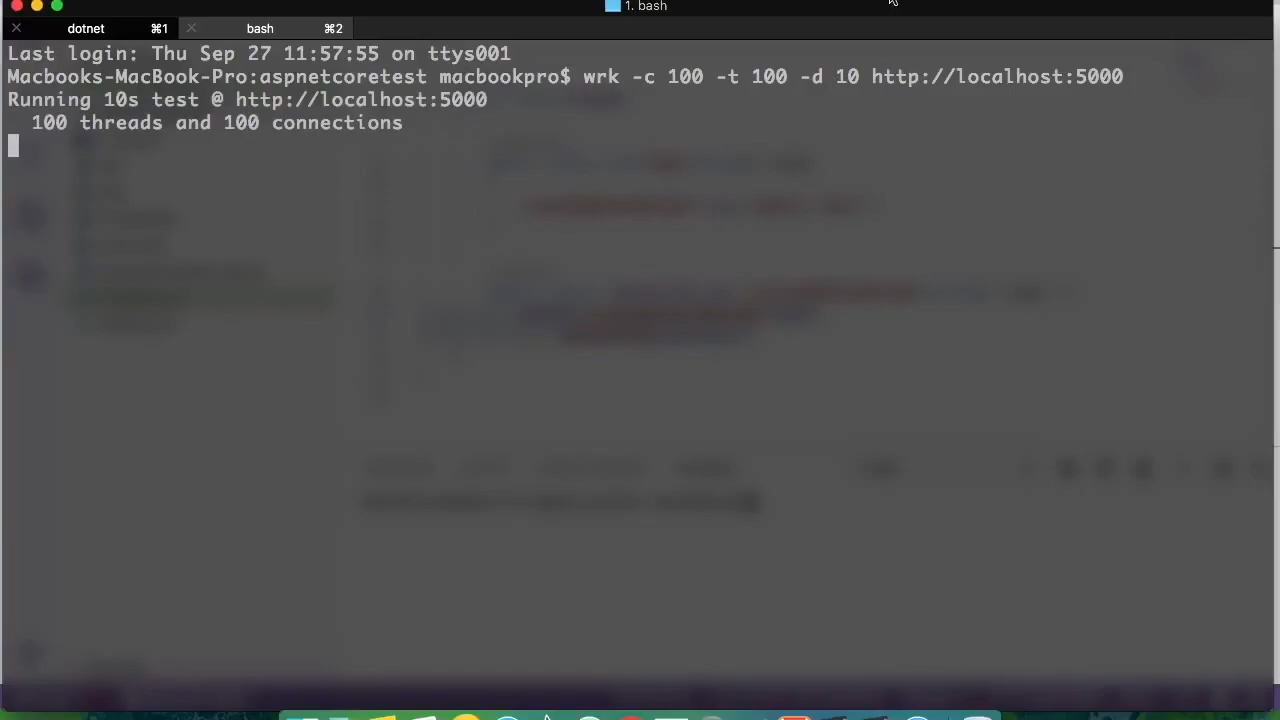 1. bash
dotnet ⌘1 bash ⌘2
Last login: Thu Sep 27 11:57:55 on ttys001
Macbooks-MacBook-Pro:aspnetcoretest macbookpro$ wrk -c 100 -t 100 -d 10 http://localhost:5000
Running 10s test @ http://localhost:5000
100 threads and 100 connections